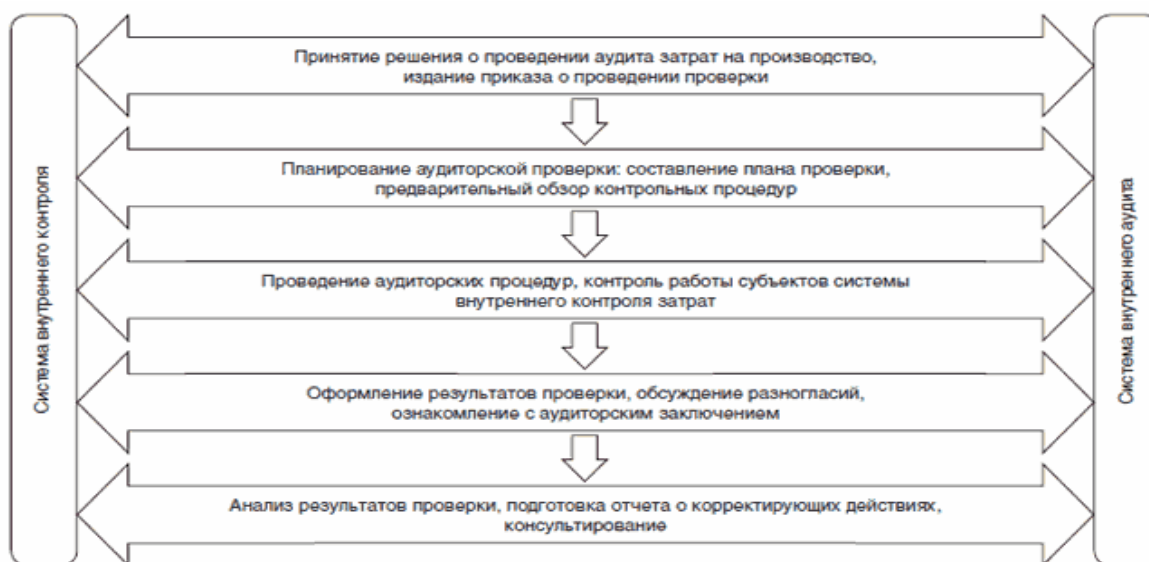 Система внутреннего контроля
Принятие решения о проведении аудита затрат на производство,
издание приказа о проведении проверки
Планирование аудиторской проверки: составление плана проверки,
предварительный обзор контрольных процедур
Проведение аудиторских процедур, контроль работы субъектов системы
внутреннего контроля затрат
Оформление результатов проверки, обсуждение разногласий,
ознакомление с аудиторским заключением
Анализ результатов проверки, подготовка отчета о корректирующих действиях,
консультирование
Система внутреннего аудита